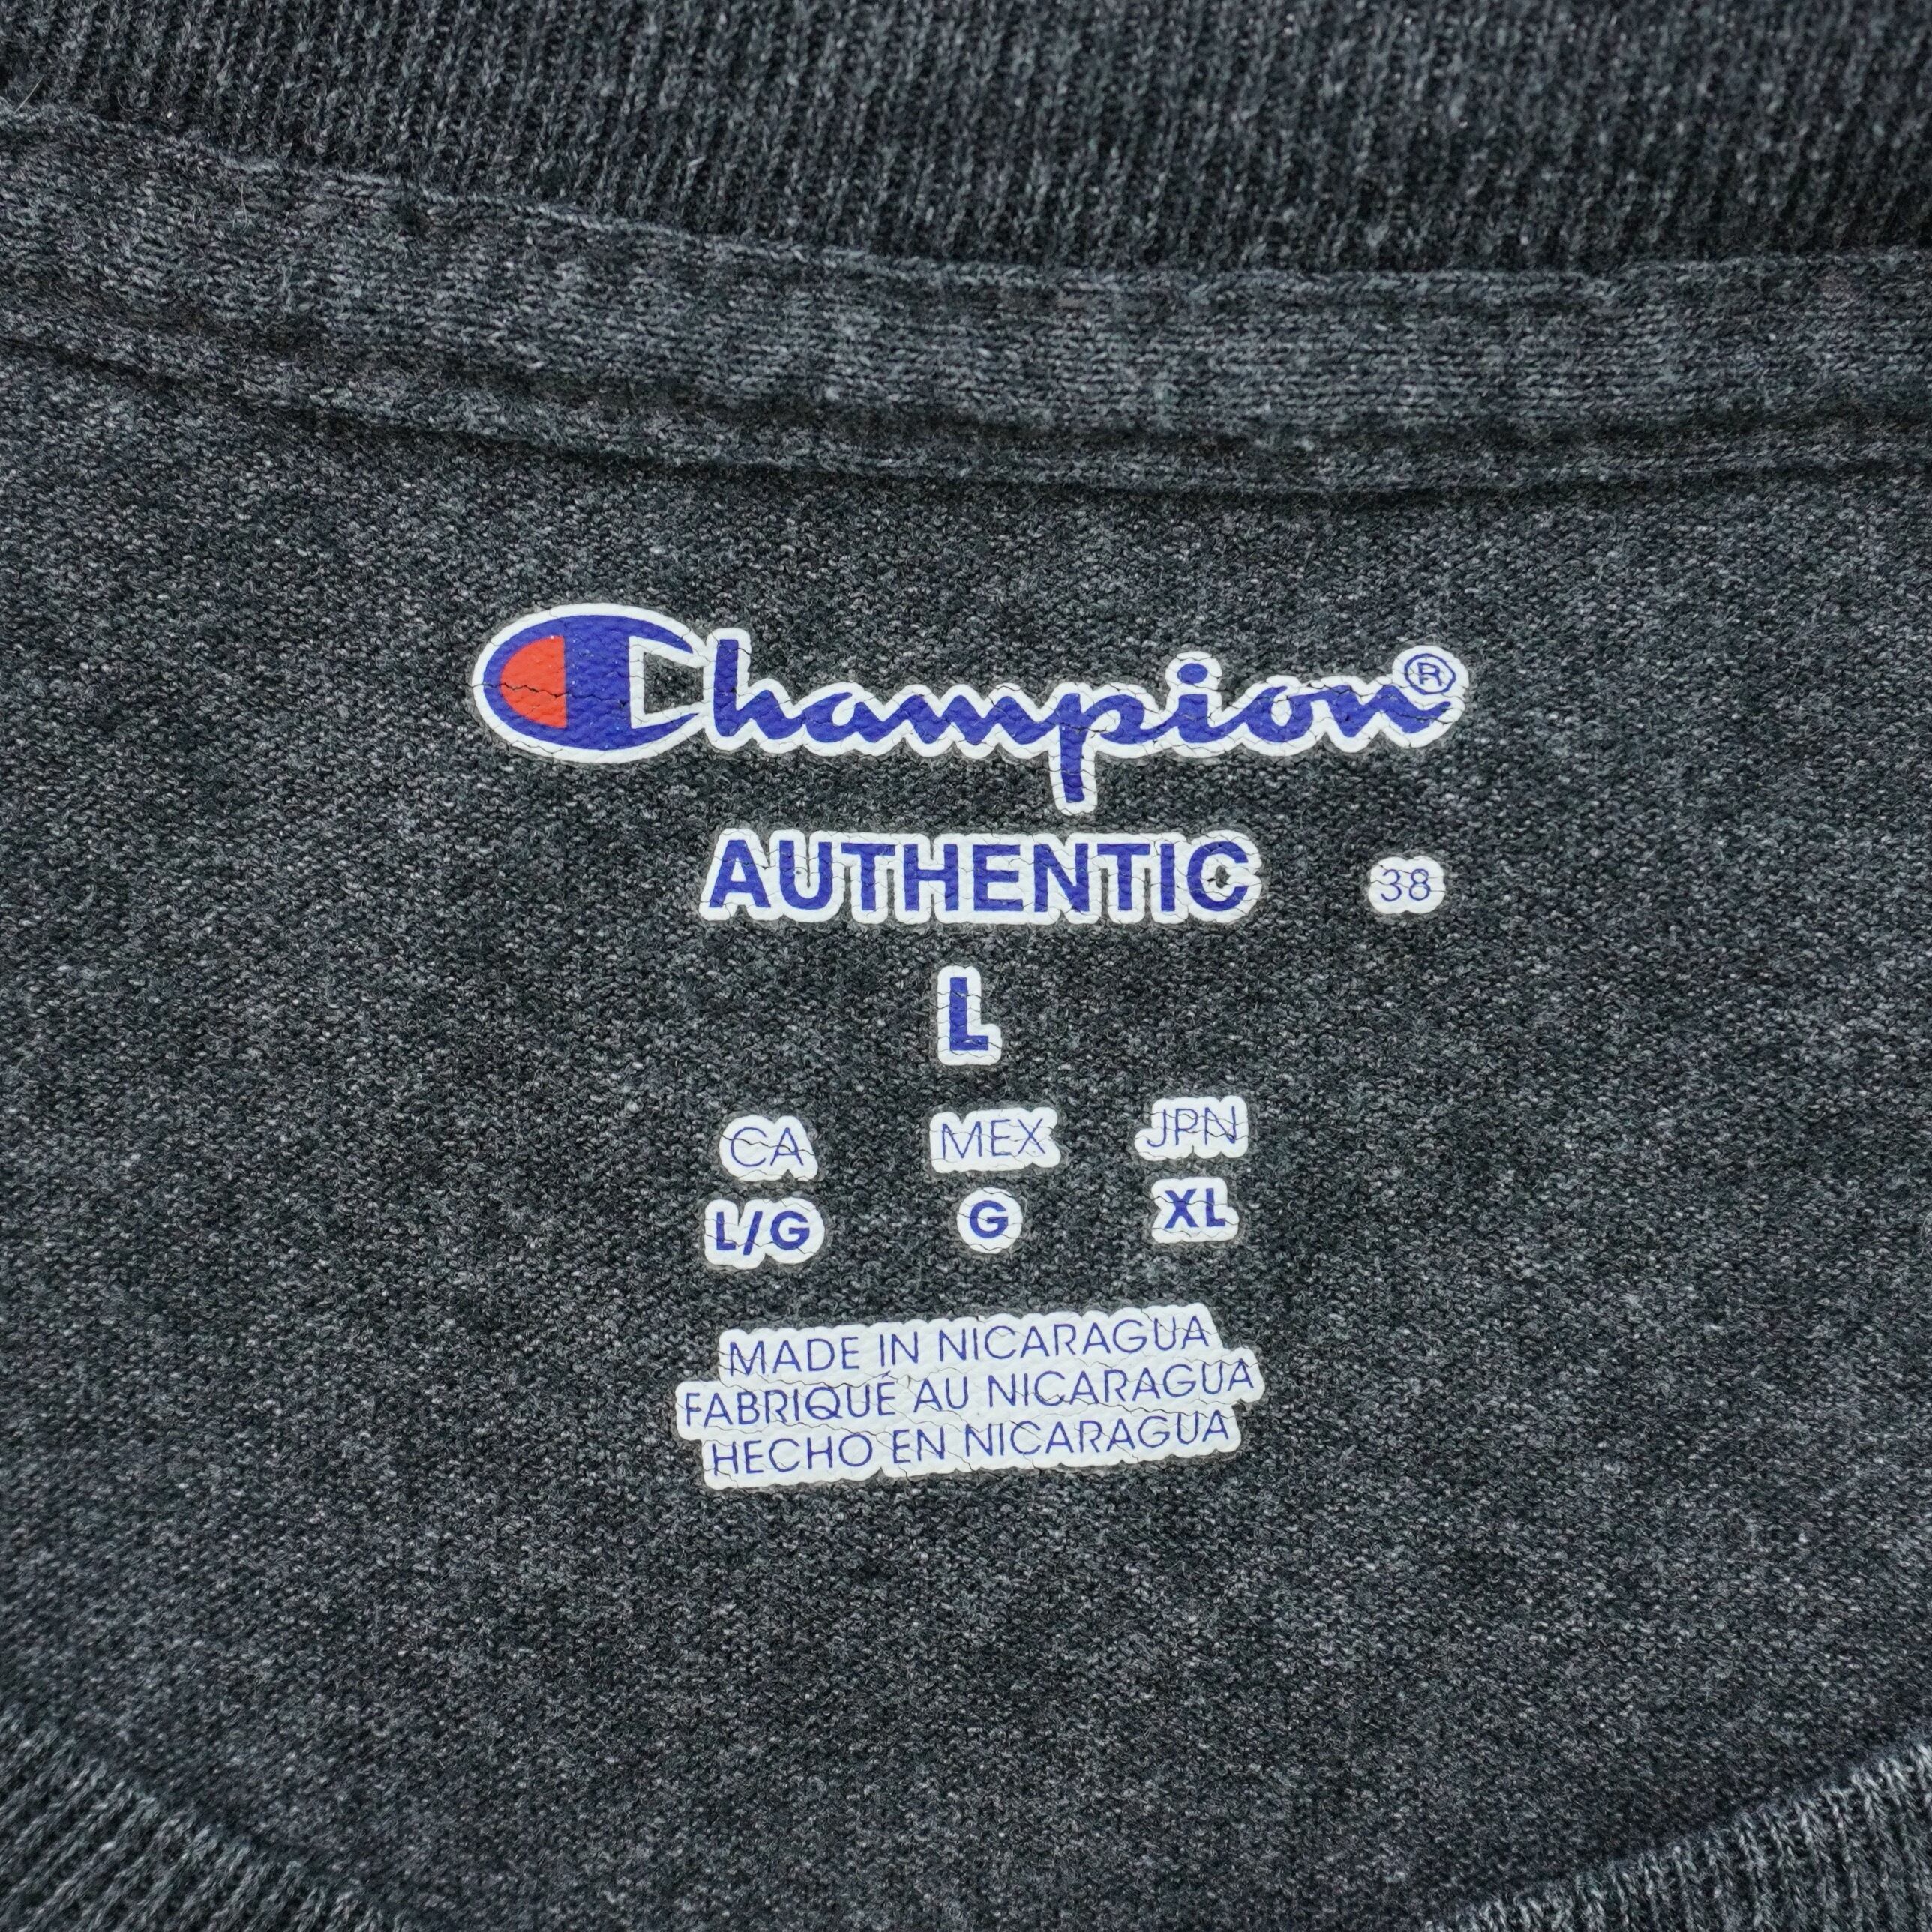 Champion®
AUTHENTIC 38
L
CA MEX JPN
L/G G XL
MADE IN NICARAGUA
FABRIQUÉ AU NICARAGUA
HECHO EN NICARAGUA